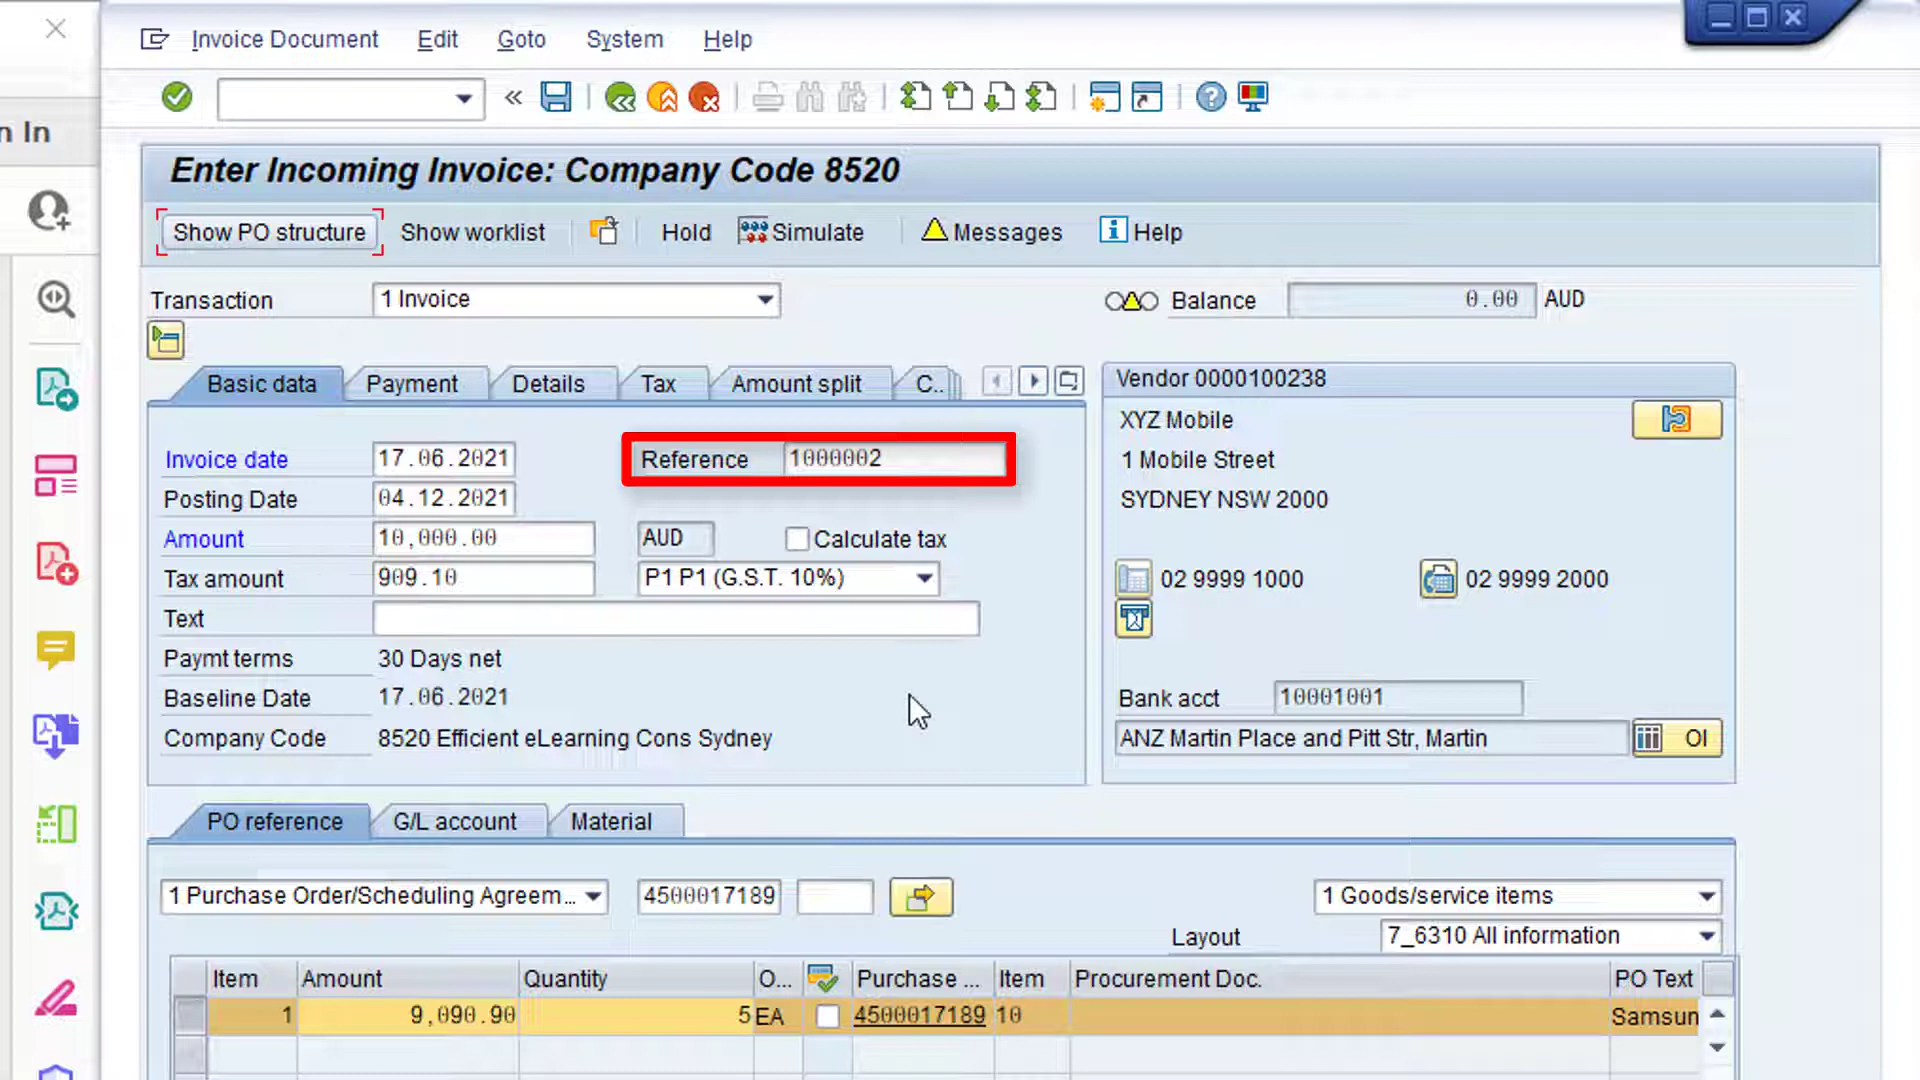 Invoice Document Edit Goto System Help
n In
Enter Incoming Invoice: Company Code 8520
Show PO structure Show worklist Hold Simulate Messages Help
Transaction 1 Invoice Balance 0.00 AUD
Basic data Payment Details Tax Amount split C..
Vendor 0000100238
XYZ Mobile
Invoice date 17.06.2021 Reference 1000002
1 Mobile Street
Posting Date 04.12.2021
SYDNEY NSW 2000
Amount 10,000.00 AUD Calculate tax
Tax amount 909.10 P1 P1 (G.S.T. 10%)
02 9999 1000 02 9999 2000
Text
Paymt terms 30 Days net
Baseline Date 17.06.2021
Bank acct 10001001
Company Code 8520 Efficient eLearning Cons Sydney
ANZ Martin Place and Pitt Str, Martin OI
PO reference G/L account Material
1 Purchase Order/Scheduling Agreem... 4500017189 1 Goods/service items
Layout 7_6310 All information
Item Amount Quantity O... Purchase ... Item Procurement Doc. PO Text
1 9,090.90 5 EA 4500017189 10 Samsun